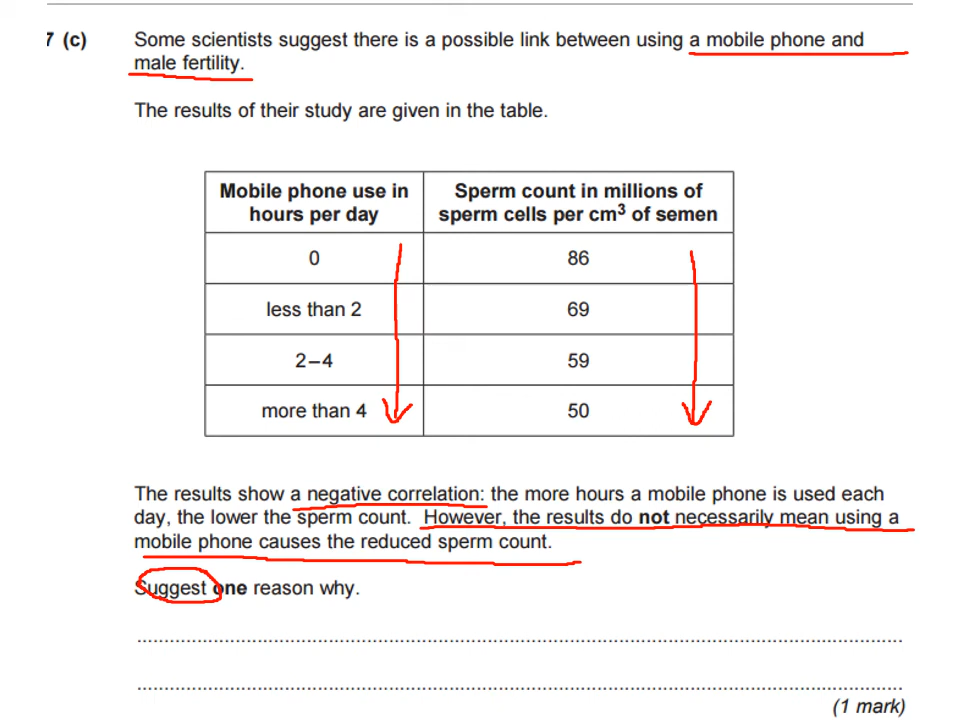 7 (c) Some scientists suggest there is a possible link between using a mobile phone and
male fertility.
The results of their study are given in the table.
Mobile phone use in hours per day | Sperm count in millions of sperm cells per cm³ of semen
0 | 86
less than 2 | 69
2–4 | 59
more than 4 | 50
The results show a negative correlation: the more hours a mobile phone is used each
day, the lower the sperm count. However, the results do not necessarily mean using a
mobile phone causes the reduced sperm count.
Suggest one reason why.
(1 mark)